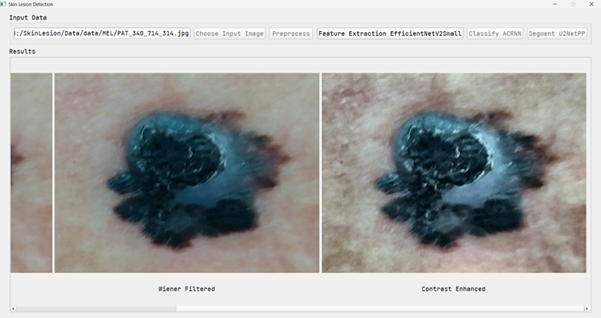 Skin Lesion Detection
Input Data
):/SkinLesion/Data/data/MEL/PAT_340_714_314.jpg Choose Input Image Preprocess Feature Extraction EfficientNetV2Small Classify ACRNN Segment U2NetPP
Results
Wiener Filtered Contrast Enhanced